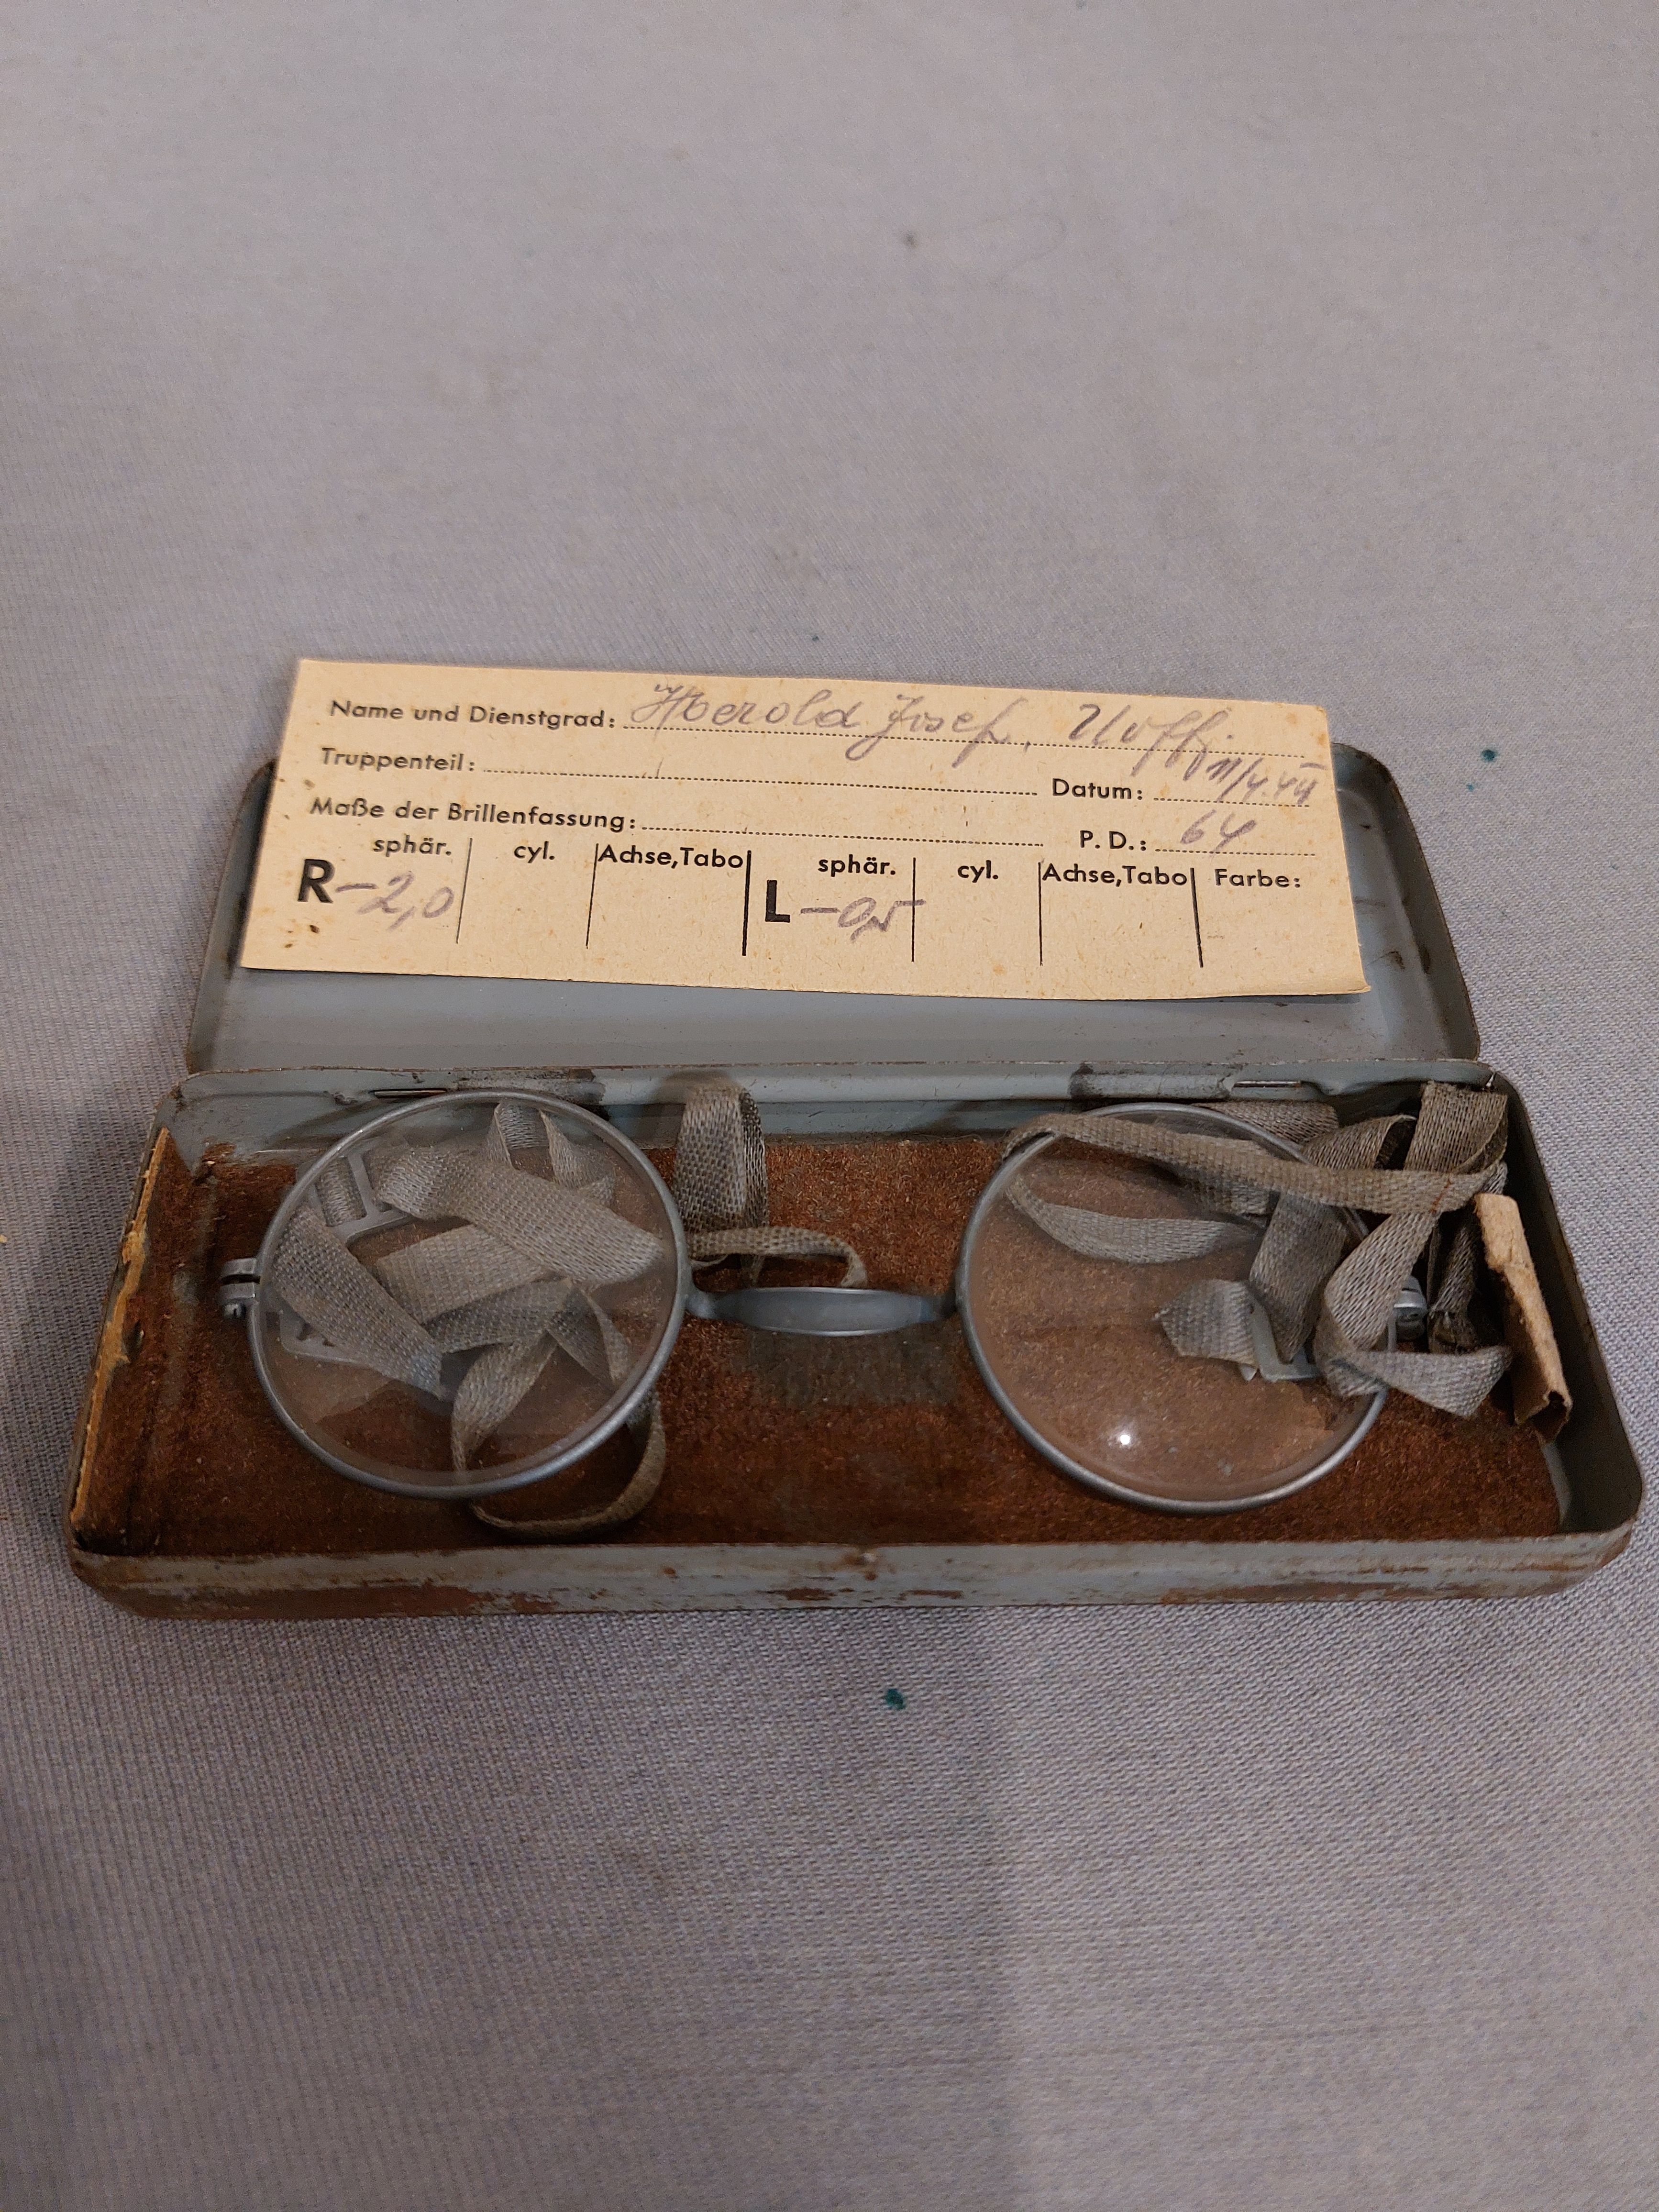 Name und Dienstgrad: Herold Josef, Uoffz.
Truppenteil: Datum: 11/4.44
Maße der Brillenfassung: P. D.: 64
sphär. cyl. Achse,Tabo sphär. cyl. Achse,Tabo Farbe:
R -2,0 L -0,5